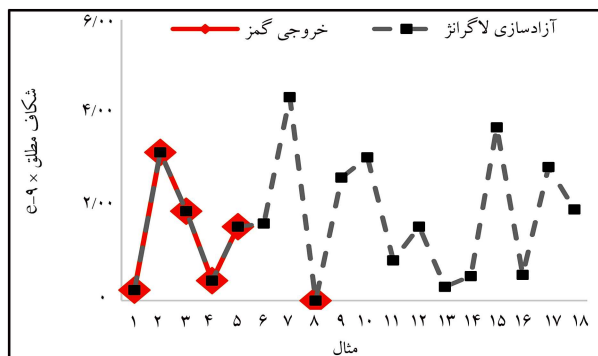 ۶/۰۰
آزادسازی لاگرانژ
خروجی گمز
۴/۰۰
۲/۰۰
۰
شکاف مطلق × e-۹
۱ ۲ ۳ ۴ ۵ ۶ ۷ ۸ ۹ ۱۰ ۱۱ ۱۲ ۱۳ ۱۴ ۱۵ ۱۶ ۱۷ ۱۸
مثال